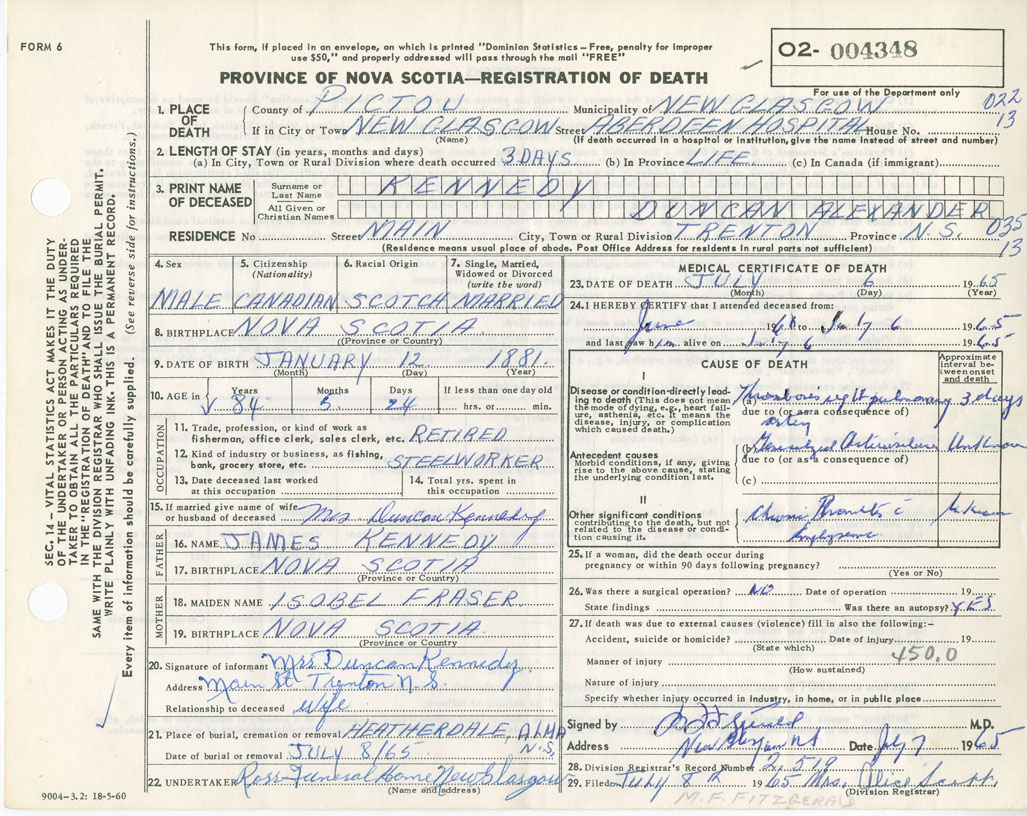 FORM 6
This form, if placed in an envelope, on which is printed "Dominion Statistics – Free, penalty for improper
use $50," and properly addressed will pass through the mail "FREE"
O2- 004348
PROVINCE OF NOVA SCOTIA—REGISTRATION OF DEATH
For use of the Department only
022
13
1. PLACE OF DEATH
County of PICTOU Municipality of NEW GLASGOW
If in City or Town NEW GLASGOW Street ABERDEEN HOSPITAL House No.
(Name) (If death occurred in a hospital or institution, give the name instead of street and number)
2. LENGTH OF STAY (in years, months and days)
(a) In City, Town or Rural Division where death occurred 3 DAYS (b) In Province LIFE (c) In Canada (if immigrant)
3. PRINT NAME OF DECEASED
Surname or Last Name KENNEDY
All Given or Christian Names DUNCAN ALEXANDER
RESIDENCE No Street MAIN City, Town or Rural Division TRENTON Province N.S.
035
13
(Residence means usual place of abode. Post Office Address for residents in rural parts not sufficient)
SEC. 14 – VITAL STATISTICS ACT MAKES IT THE DUTY
OF THE UNDERTAKER OR PERSON ACTING AS UNDER-
TAKER TO OBTAIN ALL THE PARTICULARS REQUIRED
IN THE "REGISTRATION OF DEATH" AND TO FILE THE
SAME WITH THE DIVISION REGISTRAR WHO SHALL ISSUE THE BURIAL PERMIT.
WRITE PLAINLY WITH UNFADING INK. THIS IS A PERMANENT RECORD.
Every item of information should be carefully supplied. (See reverse side for instructions.)
4. Sex 5. Citizenship (Nationality) 6. Racial Origin 7. Single, Married, Widowed or Divorced (write the word)
MALE CANADIAN SCOTCH MARRIED
8. BIRTHPLACE NOVA SCOTIA
(Province or Country)
9. DATE OF BIRTH JANUARY 12 1881.
(Month) (Day) (Year)
10. AGE in Years Months Days If less than one day old
84 5 24 hrs. or min.
OCCUPATION
11. Trade, profession, or kind of work as
fisherman, office clerk, sales clerk, etc. RETIRED
12. Kind of industry or business, as fishing,
bank, grocery store, etc. STEELWORKER
13. Date deceased last worked at this occupation 14. Total yrs. spent in this occupation
15. If married give name of wife
or husband of deceased Mrs Duncan Kennedy
FATHER
16. NAME JAMES KENNEDY
17. BIRTHPLACE NOVA SCOTIA
(Province or Country)
MOTHER
18. MAIDEN NAME ISOBEL FRASER
19. BIRTHPLACE NOVA SCOTIA
(Province or Country)
20. Signature of informant Mrs Duncan Kennedy
Address Main St Trenton N.S.
Relationship to deceased wife
21. Place of burial, cremation or removal HEATHERDALE, ALMA N.S.
Date of burial or removal JULY 8/65
22. UNDERTAKER Ross Funeral Home New Glasgow
(Name and address)
9004-3.2: 18-5-60
MEDICAL CERTIFICATE OF DEATH
23. DATE OF DEATH JULY 6 1965
(Month) (Day) (Year)
24. I HEREBY CERTIFY that I attended deceased from:
June 1960 to July 6 1965
and last saw him alive on July 6 1965
CAUSE OF DEATH
Approximate interval between onset and death
I
Disease or condition directly lead-
ing to death (This does not mean
the mode of dying, e.g., heart fail-
ure, asthenia, etc. It means the
disease, injury, or complication
which caused death.)
(a) Thromboses right pulmonary artery 3 days
due to (or as a consequence of)
Antecedent causes
Morbid conditions, if any, giving
rise to the above cause, stating
the underlying condition last.
(b) Unknown
due to (or as a consequence of)
(c)
II
Other significant conditions
contributing to the death, but not
related to the disease or condi-
tion causing it.
Emphysema
25. If a woman, did the death occur during
pregnancy or within 90 days following pregnancy?
(Yes or No)
26. Was there a surgical operation? NO Date of operation 19
State findings Was there an autopsy? YES
27. If death was due to external causes (violence) fill in also the following:–
Accident, suicide or homicide? Date of injury 19
(State which)
450.0
Manner of injury
(How sustained)
Nature of injury
Specify whether injury occurred in industry, in home, or in public place
Signed by M.D.
Address New Glasgow NS Date July 7 1965
28. Division Registrar's Record Number 2,519
29. Filed July 8th 1965 Mrs. Alice Scott
(Division Registrar)
M. F. FITZGERALD